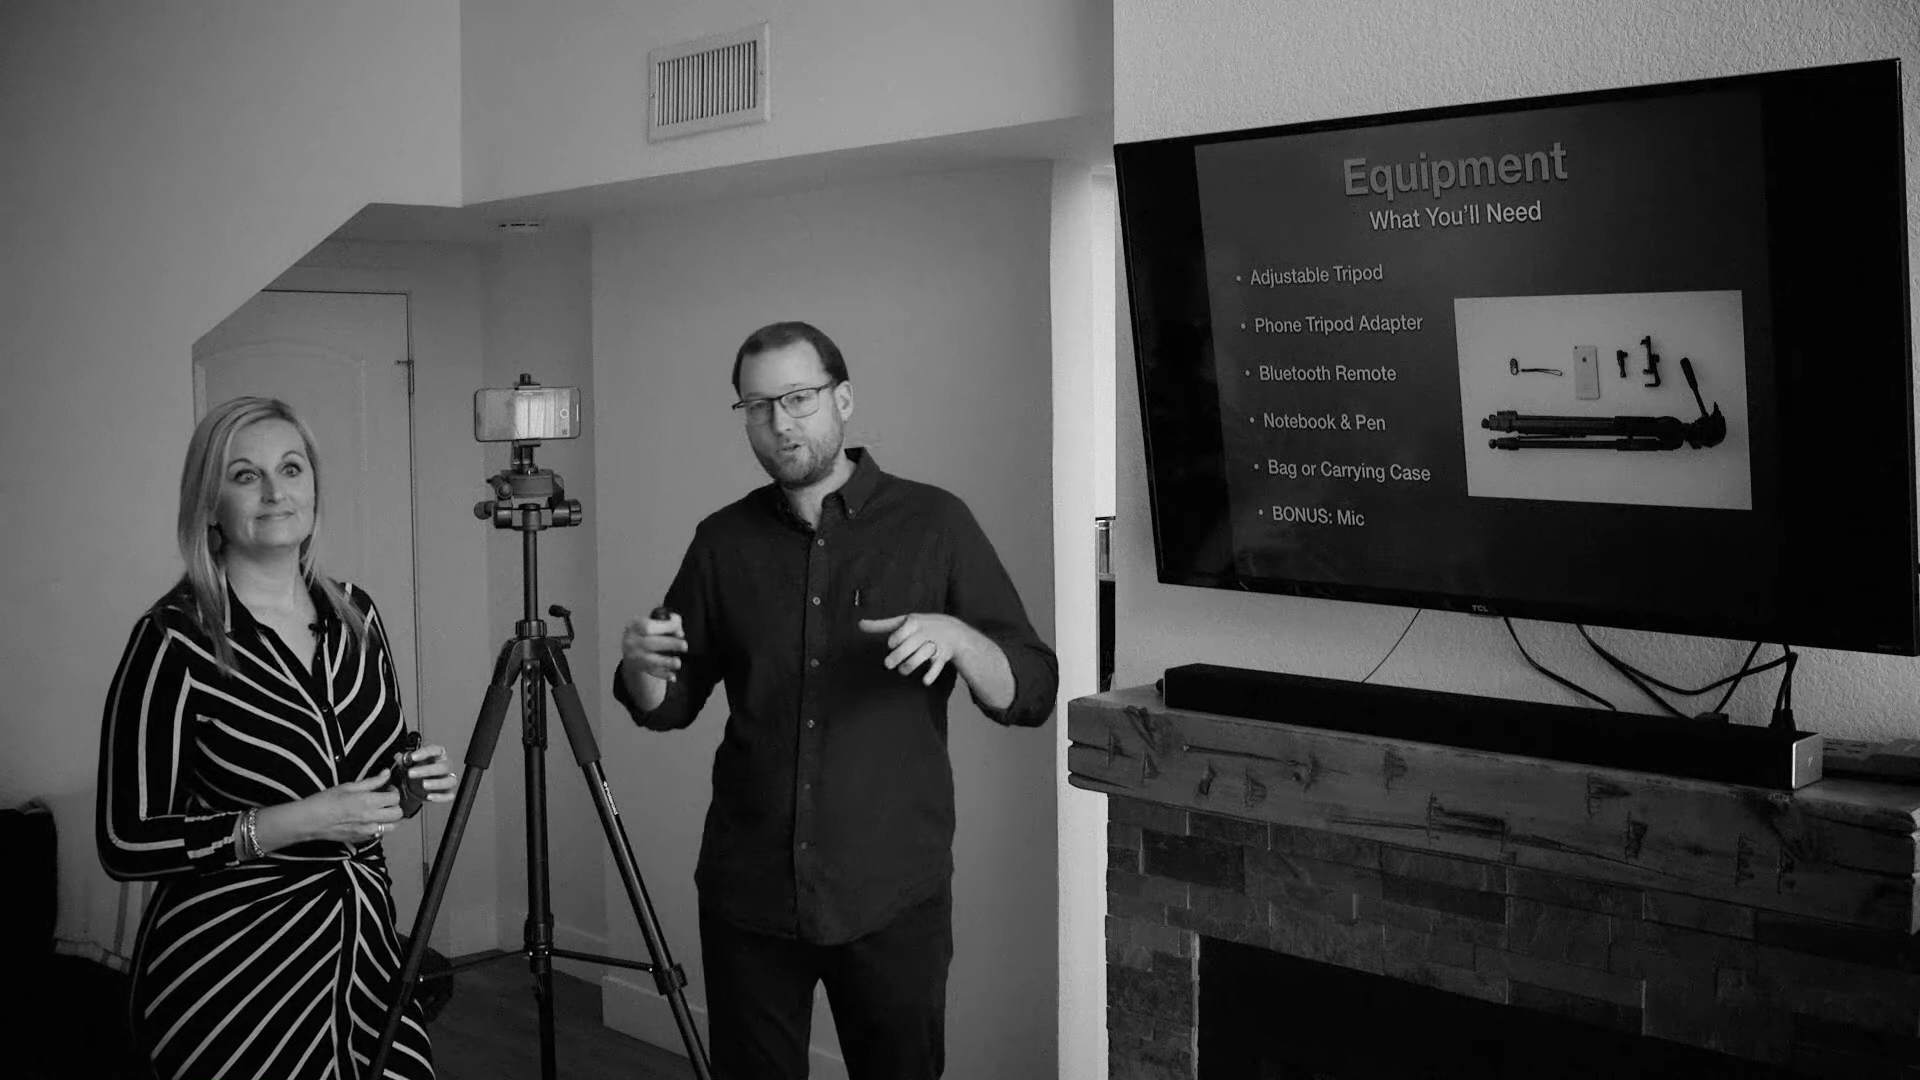 Equipment
What You'll Need
• Adjustable Tripod
• Phone Tripod Adapter
• Bluetooth Remote
• Notebook & Pen
• Bag or Carrying Case
• BONUS: Mic
TCL